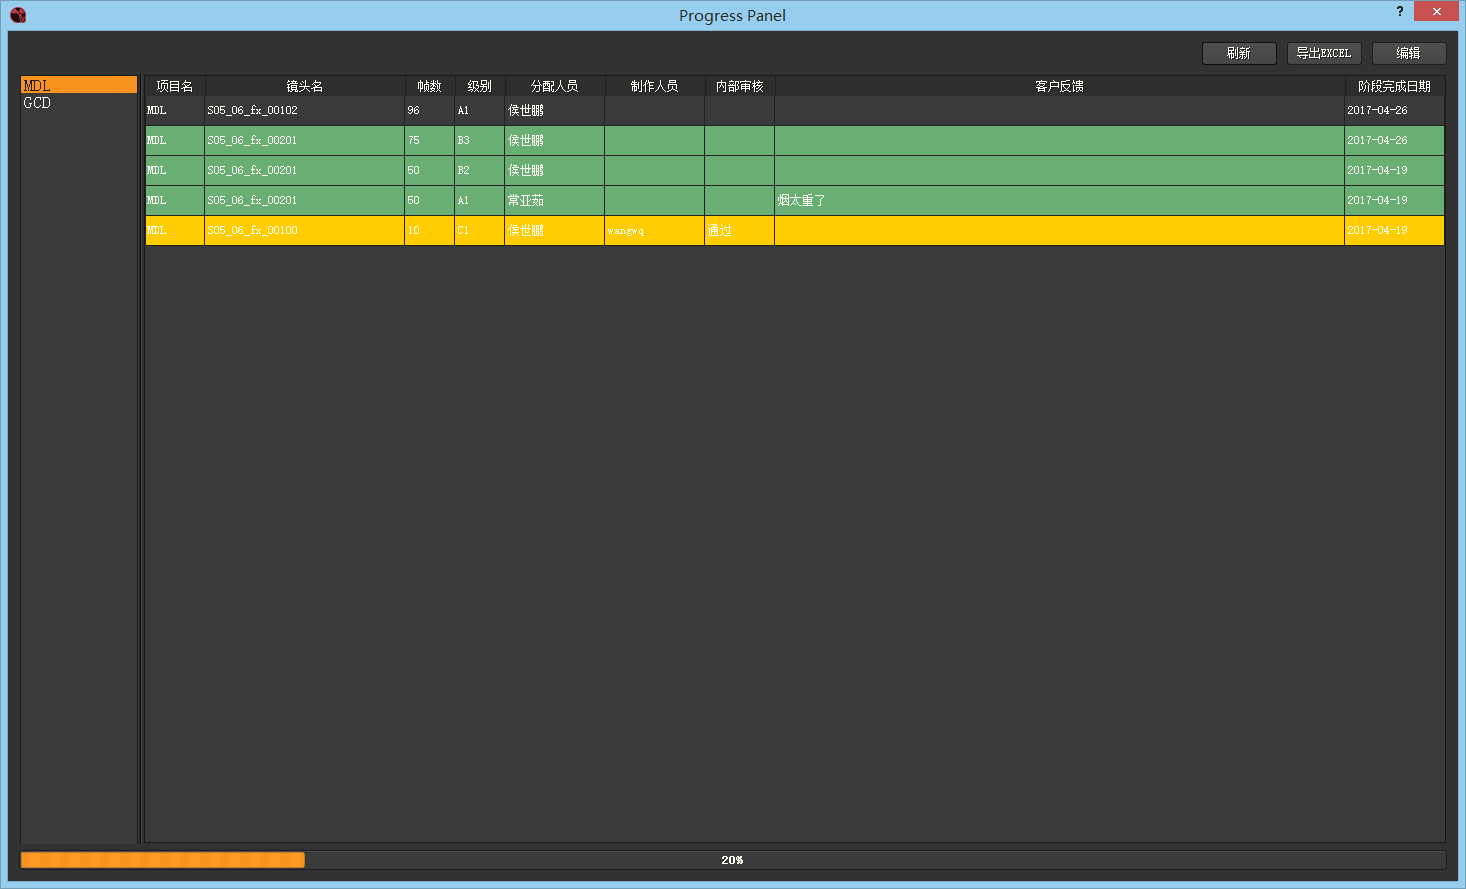 Progress Panel ?
刷新 导出EXCEL 编辑
MDL
GCD
项目名 镜头名 帧数 级别 分配人员 制作人员 内部审核 客户反馈 阶段完成日期
MDL S05_06_fx_00102 96 A1 侯世鹏 2017-04-26
MDL S05_06_fx_00201 75 B3 侯世鹏 2017-04-26
MDL S05_06_fx_00201 50 B2 侯世鹏 2017-04-19
MDL S05_06_fx_00201 50 A1 常亚茹 烟太重了 2017-04-19
MDL S05_06_fx_00100 10 C1 侯世鹏 wangwq 通过 2017-04-19
20%